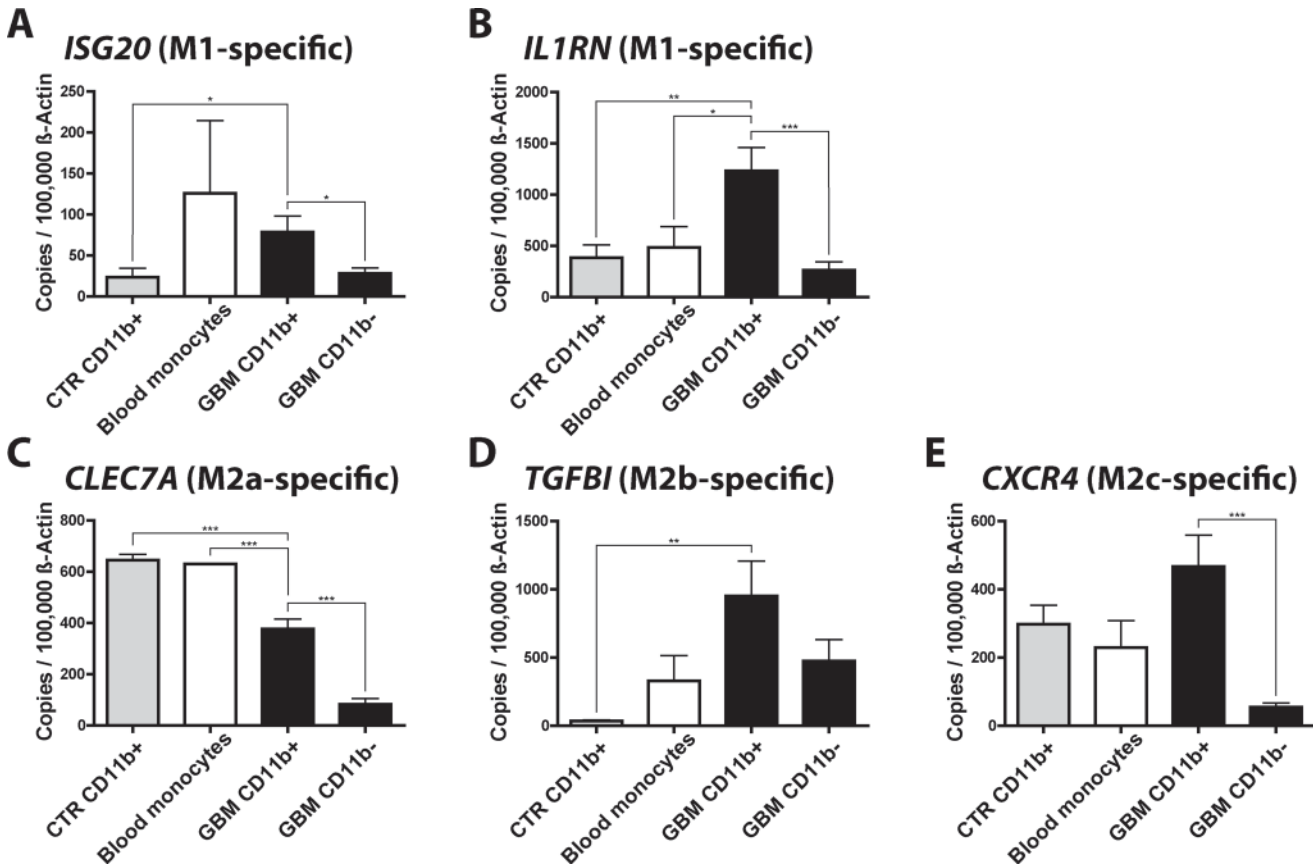 A
ISG20 (M1-specific)
Copies / 100,000 ß-Actin
250
200
150
100
50
0
*
*
CTR CD11b+
Blood monocytes
GBM CD11b+
GBM CD11b-
B
IL1RN (M1-specific)
Copies / 100,000 ß-Actin
2000
1500
1000
500
0
**
*
***
CTR CD11b+
Blood monocytes
GBM CD11b+
GBM CD11b-
C
CLEC7A (M2a-specific)
Copies / 100,000 ß-Actin
800
600
400
200
0
***
***
***
CTR CD11b+
Blood monocytes
GBM CD11b+
GBM CD11b-
D
TGFBI (M2b-specific)
Copies / 100,000 ß-Actin
1500
1000
500
0
**
CTR CD11b+
Blood monocytes
GBM CD11b+
GBM CD11b-
E
CXCR4 (M2c-specific)
Copies / 100,000 ß-Actin
600
400
200
0
***
CTR CD11b+
Blood monocytes
GBM CD11b+
GBM CD11b-